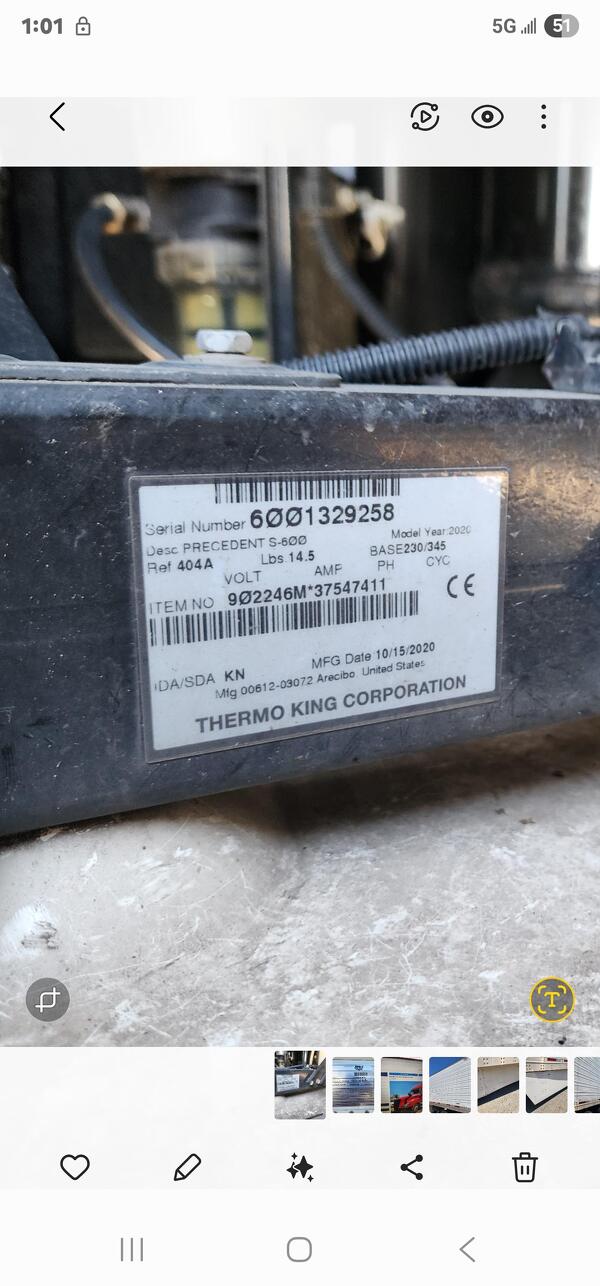 1:01
5G 51
Serial Number 6ØØ1329258
Desc PRECEDENT S-6ØØ Model Year 2020
Ref 404A Lbs 14.5 BASE230/345
VOLT AMP PH CYC
ITEM NO 9Ø2246M*37547411 CE
MFG Date 10/15/2020
IDA/SDA KN
Mfg 00612-03072 Arecibo, United States
THERMO KING CORPORATION
T